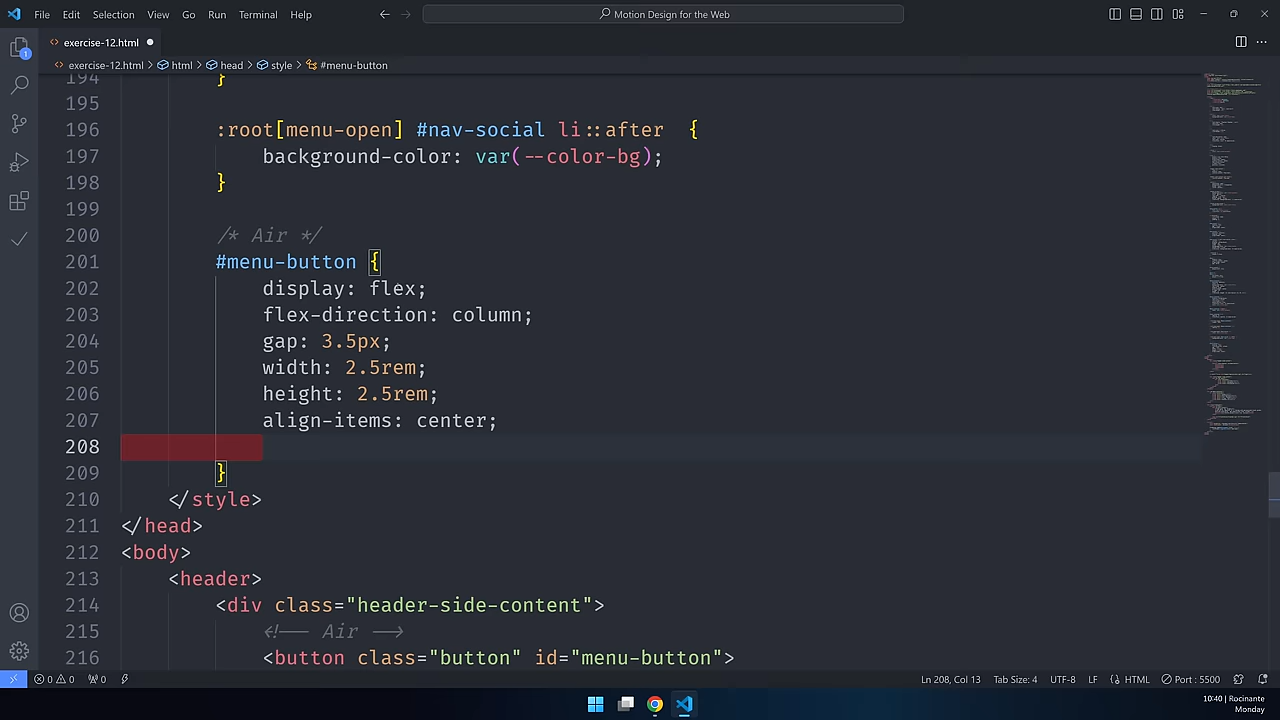 File Edit Selection View Go Run Terminal Help Motion Design for the Web
exercise-12.html
exercise-12.html > html > head > style > #menu-button
194 }
195
196 :root[menu-open] #nav-social li::after {
197 background-color: var(--color-bg);
198 }
199
200 /* Air */
201 #menu-button {
202 display: flex;
203 flex-direction: column;
204 gap: 3.5px;
205 width: 2.5rem;
206 height: 2.5rem;
207 align-items: center;
208
209 }
210 </style>
211 </head>
212 <body>
213 <header>
214 <div class="header-side-content">
215 <!-- Air -->
216 <button class="button" id="menu-button">
0 0 0 Ln 208, Col 13 Tab Size: 4 UTF-8 LF HTML Port : 5500
10:40 | Rocinante
Monday